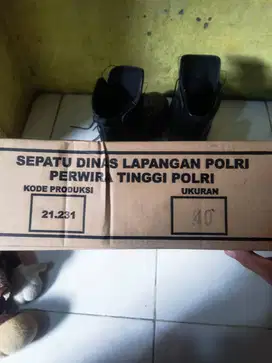 SEPATU DINAS LAPANGAN POLRI
PERWIRA TINGGI POLRI
KODE PRODUKSI UKURAN
21.231 40